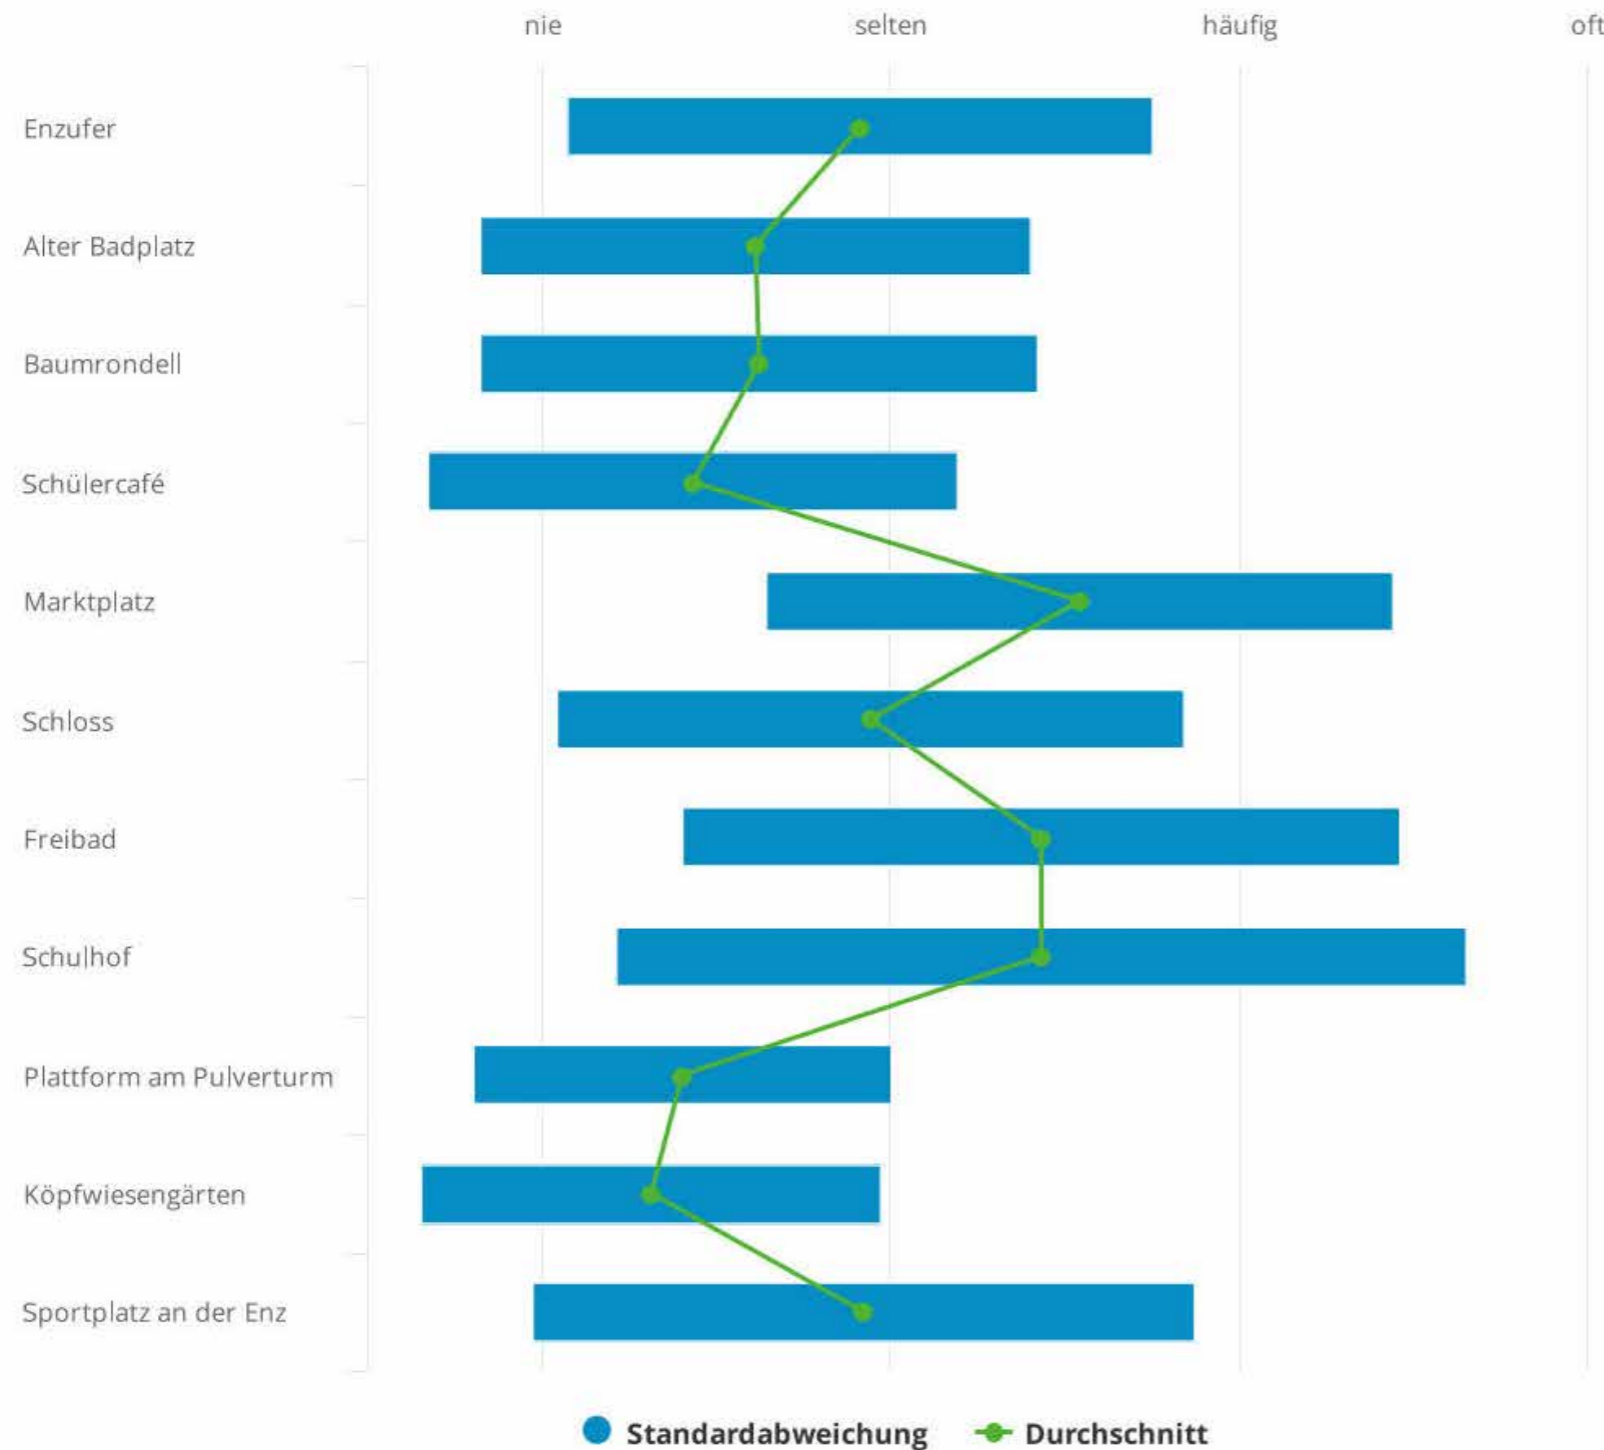 nie selten häufig oft
Enzufer
Alter Badplatz
Baumrondell
Schülercafé
Marktplatz
Schloss
Freibad
Schulhof
Plattform am Pulverturm
Köpfwiesengärten
Sportplatz an der Enz
Standardabweichung Durchschnitt